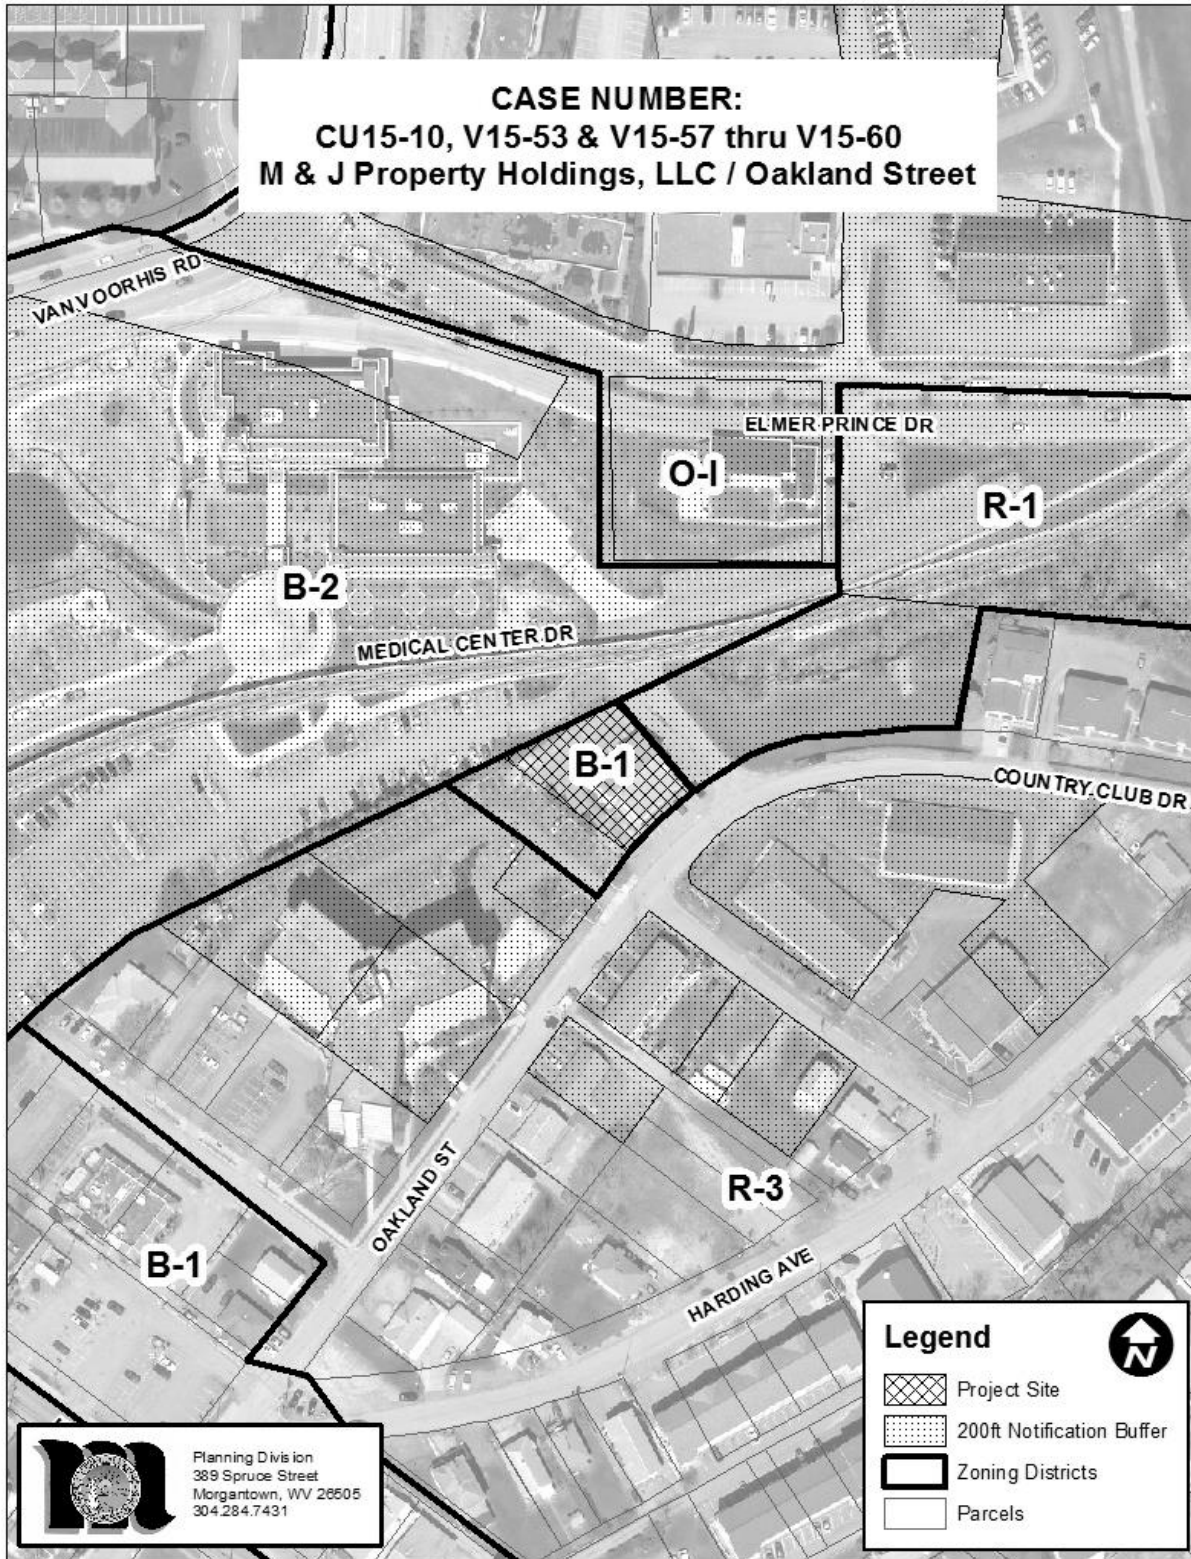 CASE NUMBER:
CU15-10, V15-53 & V15-57 thru V15-60
M & J Property Holdings, LLC / Oakland Street
VAN VOORHIS RD
ELMER PRINCE DR
O-I
R-1
B-2
MEDICAL CENTER DR
B-1
COUNTRY CLUB DR
OAKLAND ST
R-3
B-1
HARDING AVE
Legend
N
Project Site
200ft Notification Buffer
Zoning Districts
Parcels
m
Planning Division
389 Spruce Street
Morgantown, WV 26505
304.284.7431